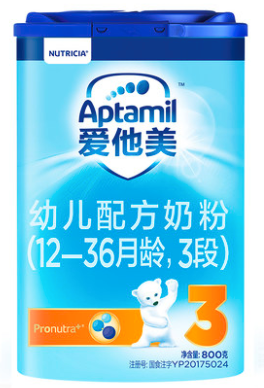 NUTRICIA
Aptamil™
爱他美
幼儿配方奶粉
(12—36月龄, 3段)
Pronutra+
3
净含量: 800克
注册号: 国食注字YP20175024